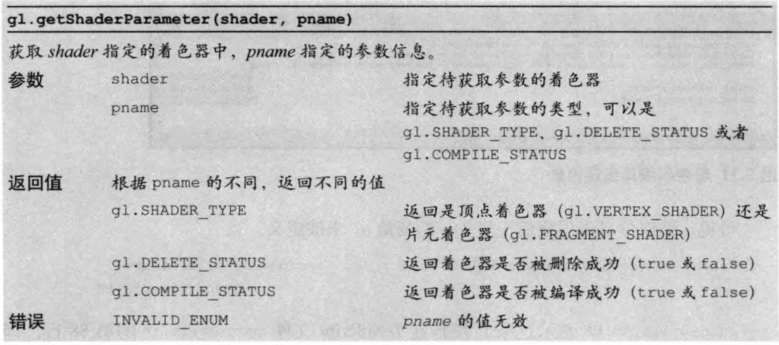 gl.getShaderParameter(shader, pname)
获取 shader 指定的着色器中，pname 指定的参数信息。
参数 shader 指定待获取参数的着色器
pname 指定待获取参数的类型，可以是
gl.SHADER_TYPE、gl.DELETE_STATUS 或者
gl.COMPILE_STATUS
返回值 根据 pname 的不同，返回不同的值
gl.SHADER_TYPE 返回是顶点着色器（gl.VERTEX_SHADER）还是
片元着色器（gl.FRAGMENT_SHADER）
gl.DELETE_STATUS 返回着色器是否被删除成功（true 或 false）
gl.COMPILE_STATUS 返回着色器是否被编译成功（true 或 false）
错误 INVALID_ENUM pname 的值无效